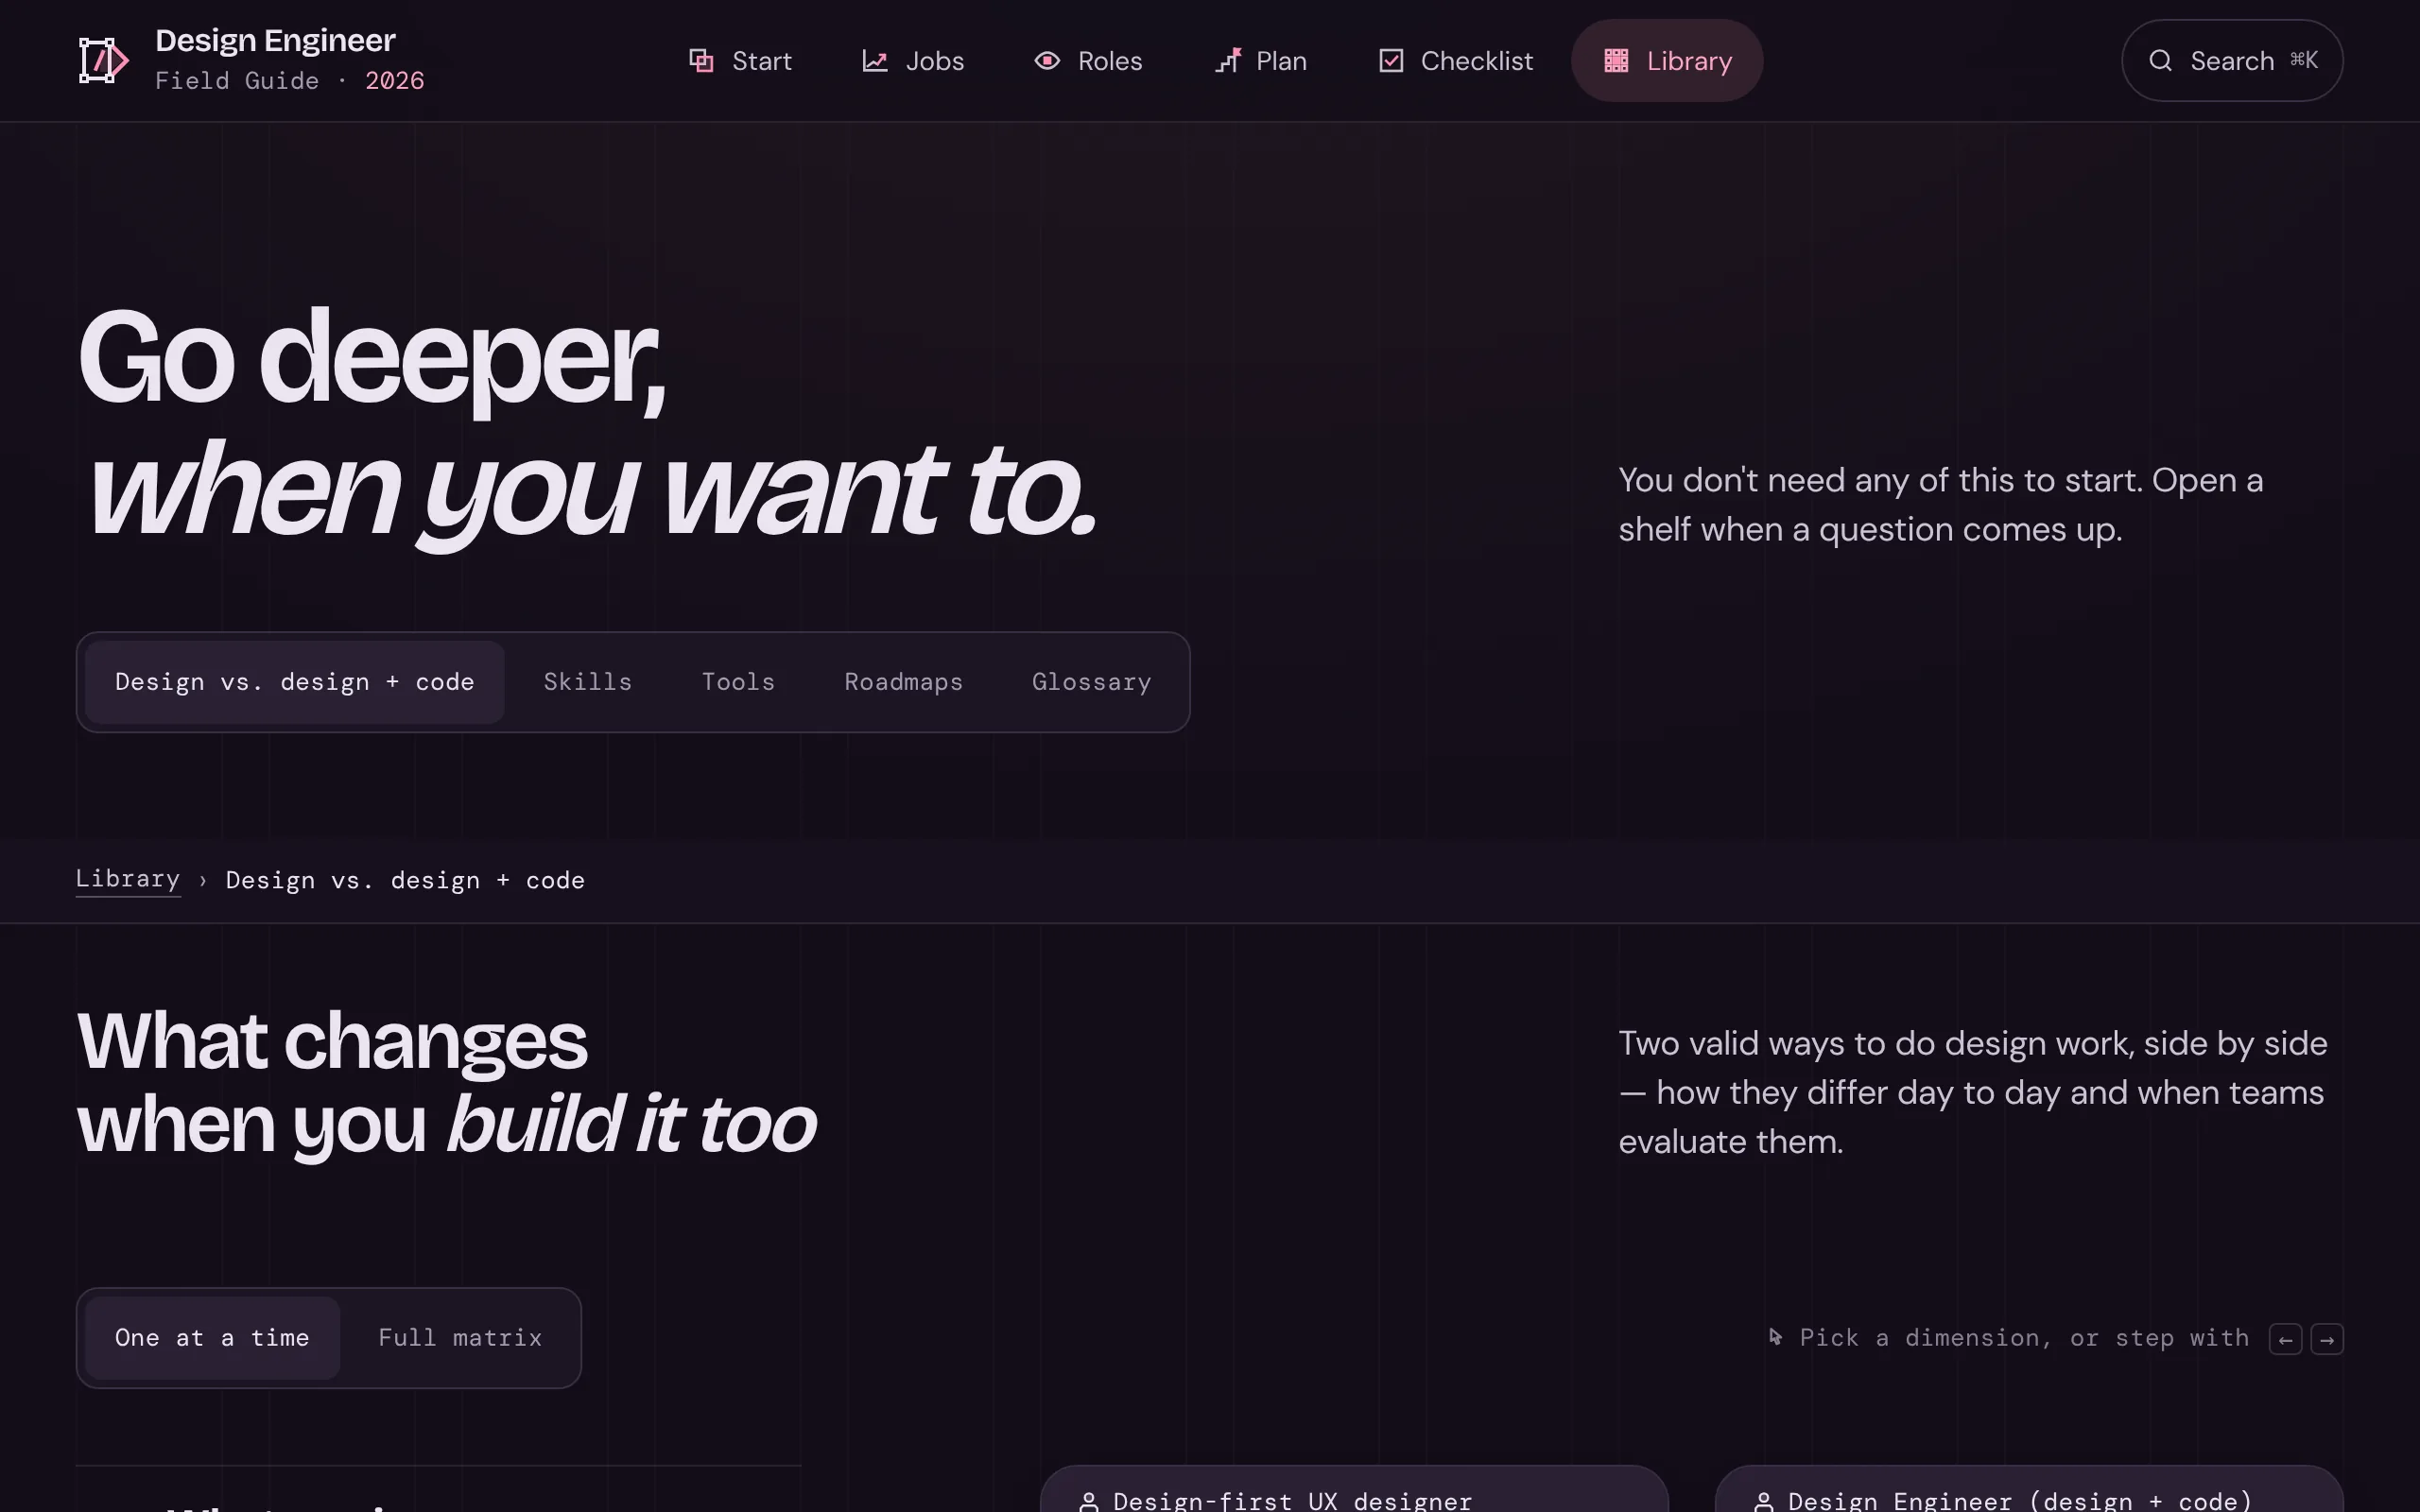 Design Engineer
Field Guide · 2026
Start
Jobs
Roles
Plan
Checklist
Library
Search ⌘K
Go deeper,
when you want to.
You don't need any of this to start. Open a
shelf when a question comes up.
Design vs. design + code
Skills
Tools
Roadmaps
Glossary
Library › Design vs. design + code
What changes
when you build it too
Two valid ways to do design work, side by side
— how they differ day to day and when teams
evaluate them.
One at a time
Full matrix
Pick a dimension, or step with ← →
Design-first UX designer
Design Engineer (design + code)